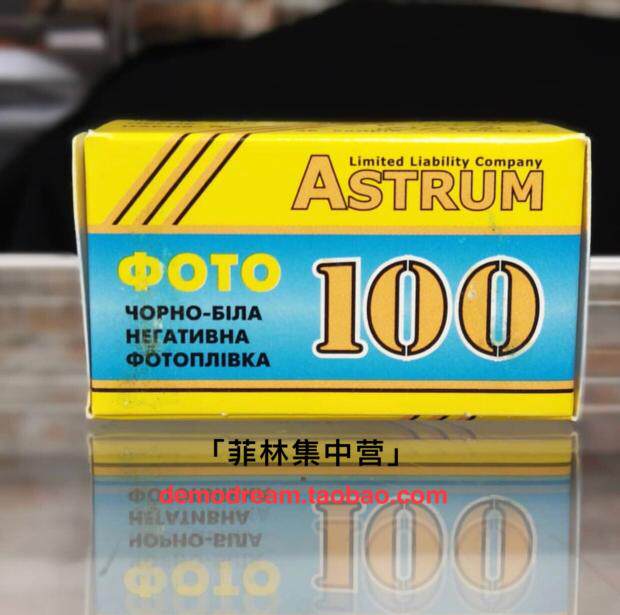 Limited Liability Company
ASTRUM
ФОТО 100
ЧОРНО-БІЛА
НЕГАТИВНА
ФОТОПЛІВКА
「菲林集中营」
demodream.taobao.com